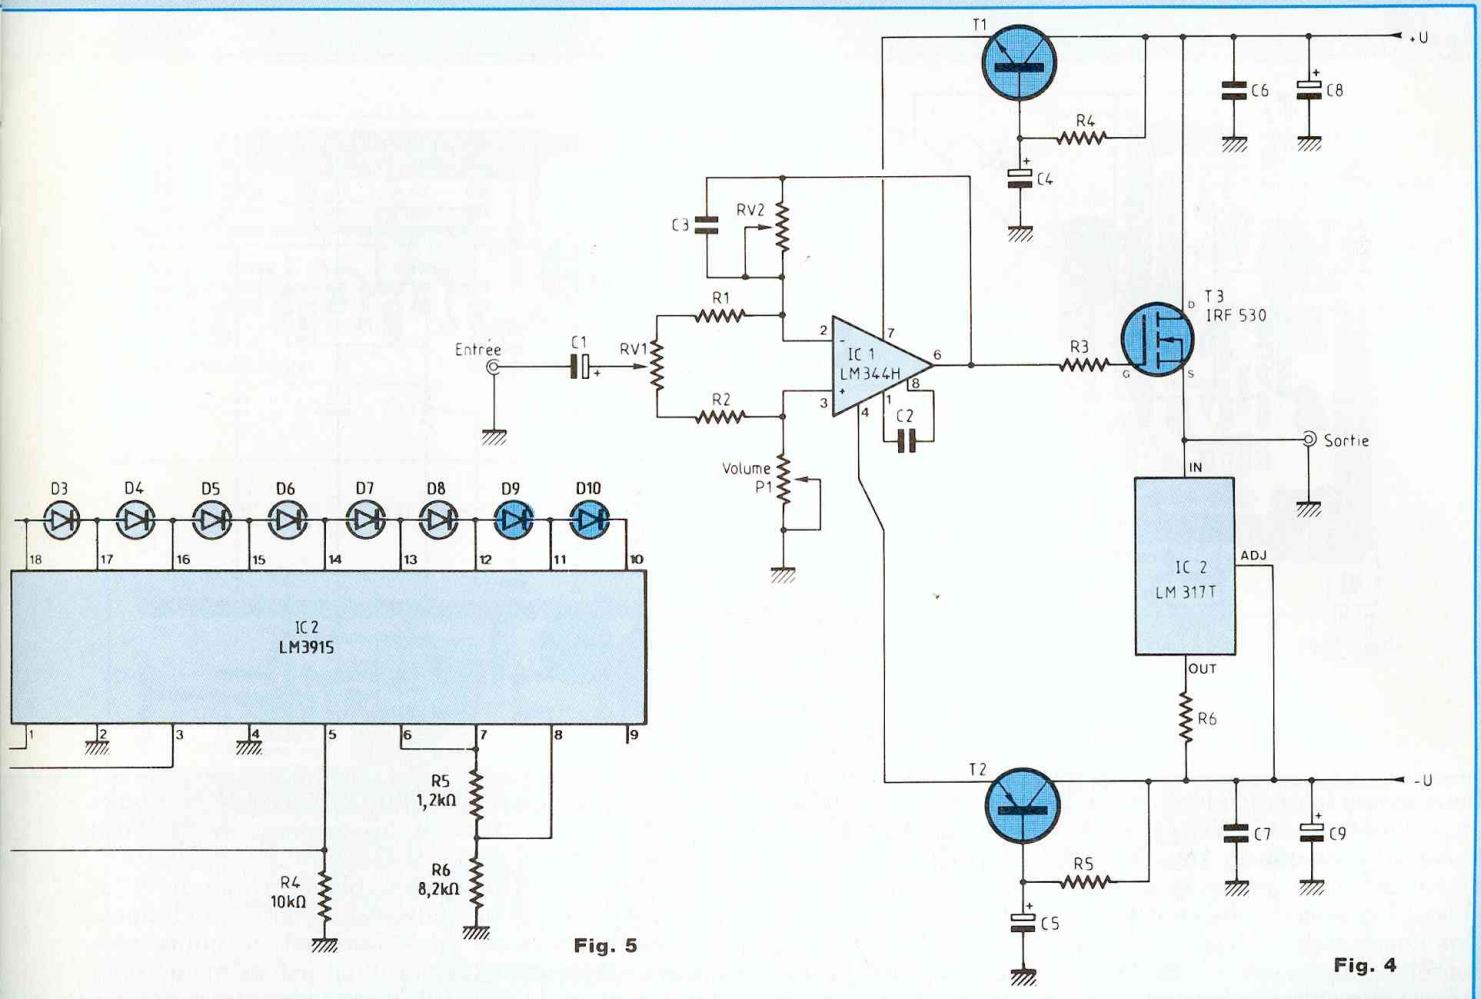 T1
+U
R4
+
C4
C6
+
C8
C3
RV2
R1
Entrée
C1
+
RV1
R2
2
-
IC 1
LM344H
+
3
7
6
8
1
4
C2
R3
T3
IRF 530
D
G
S
Sortie
Volume
P1
IN
ADJ
IC 2
LM 317T
OUT
R6
D3 D4 D5 D6 D7 D8 D9 D10
18 17 16 15 14 13 12 11 10
IC2
LM3915
1 2 3 4 5 6 7 8 9
R5
1,2kΩ
R4
10kΩ
R6
8,2kΩ
Fig. 5
T2
-U
R5
+
C5
C7
+
C9
Fig. 4